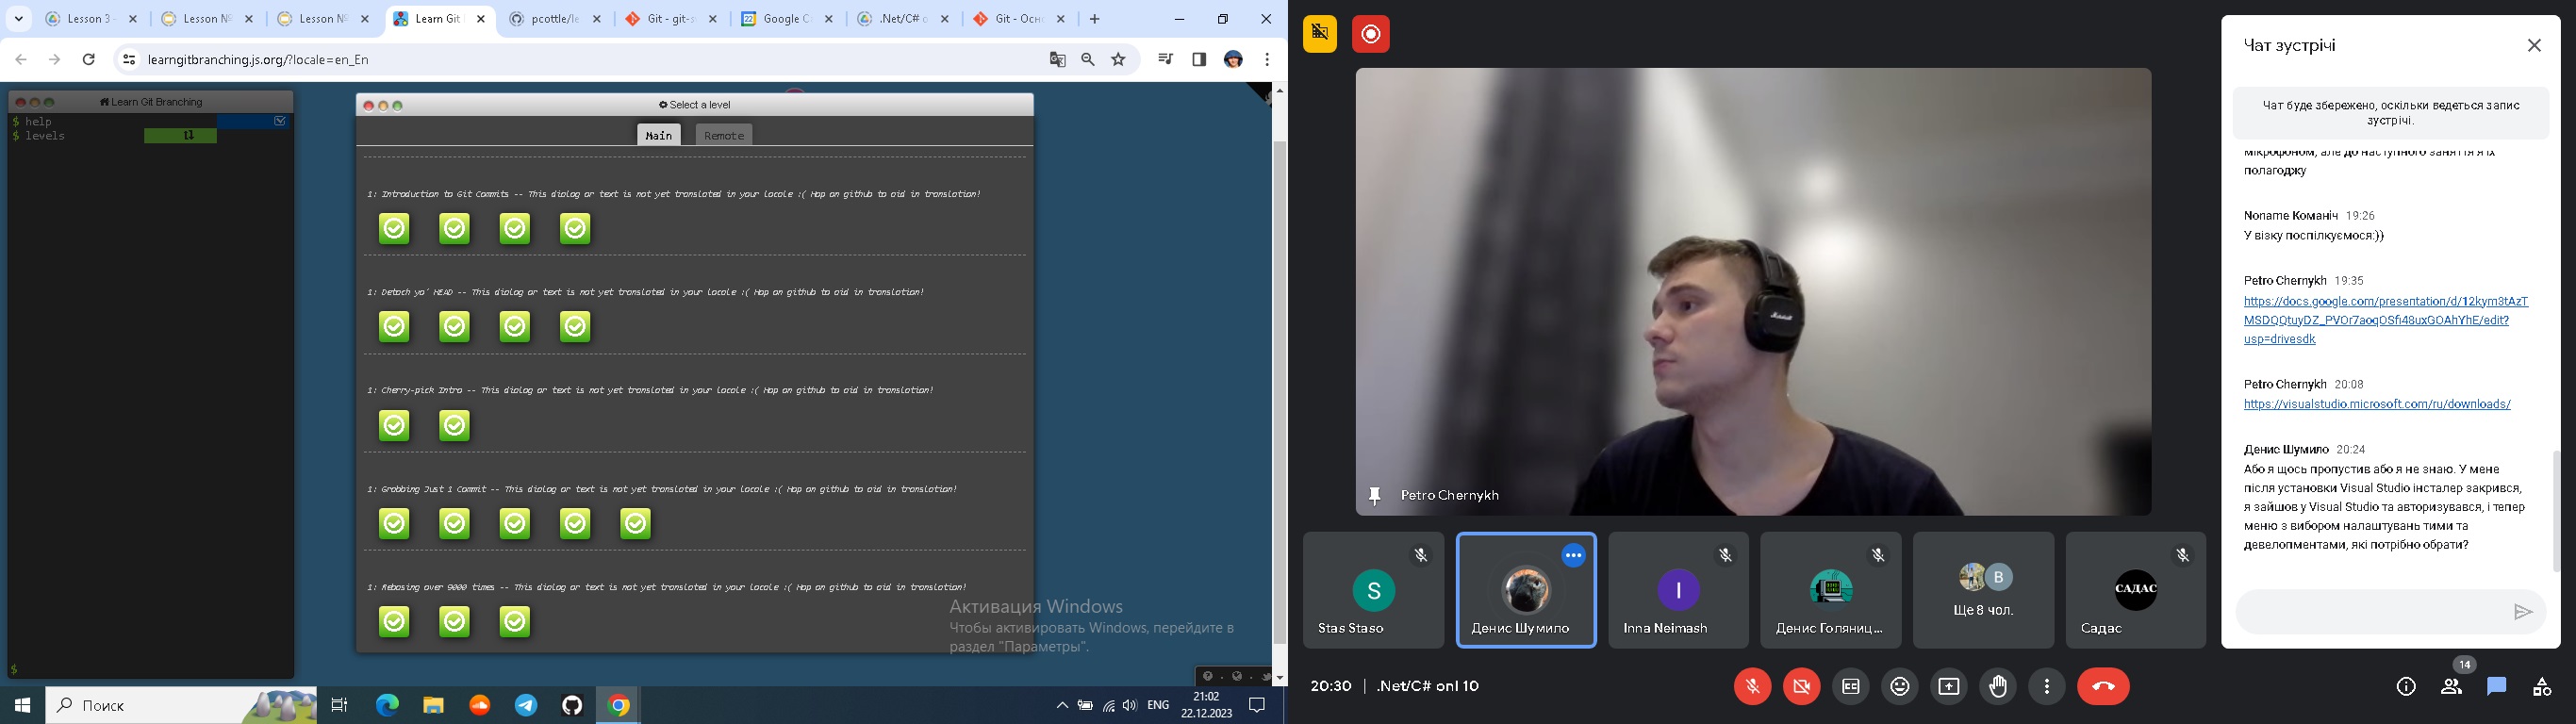 Lesson 3 -
Lesson №
Lesson №
Learn Git
pcottle/le
Git - git-s
Google C
.Net/C# o
Git - Осно
learngitbranching.js.org/?locale=en_En
Learn Git Branching
$ help
$ levels
$
Select a level
Main
Remote
1: Introduction to Git Commits -- This dialog or text is not yet translated in your locale :( Hop on github to aid in translation!
1: Detach yo' HEAD -- This dialog or text is not yet translated in your locale :( Hop on github to aid in translation!
1: Cherry-pick Intro -- This dialog or text is not yet translated in your locale :( Hop on github to aid in translation!
1: Grabbing Just 1 Commit -- This dialog or text is not yet translated in your locale :( Hop on github to aid in translation!
1: Rebasing over 9000 times -- This dialog or text is not yet translated in your locale :( Hop on github to aid in translation!
Активация Windows
Чтобы активировать Windows, перейдите в
раздел "Параметры".
Поиск
ENG
21:02
22.12.2023
Marshall
Petro Chernykh
S
Stas Staso
Денис Шумило
I
Inna Neimash
Денис Голяниц...
B
Ще 8 чол.
САДАС
Садас
20:30 | .Net/C# onl 10
14
Чат зустрічі
Чат буде збережено, оскільки ведеться запис
зустрічі.
мікрофоном, але до наступного заняття я їх
полагоджу
Noname Команіч 19:26
У візку поспілкуємося:))
Petro Chernykh 19:35
https://docs.google.com/presentation/d/12kym3tAzT
MSDQQtuyDZ_PVOr7aoqOSfi48uxGOAhYhE/edit?
usp=drivesdk
Petro Chernykh 20:08
https://visualstudio.microsoft.com/ru/downloads/
Денис Шумило 20:24
Або я щось пропустив або я не знаю. У мене
після установки Visual Studio інсталер закрився,
я зайшов у Visual Studio та авторизувався, і тепер
меню з вибором налаштувань тими та
девелопментами, які потрібно обрати?